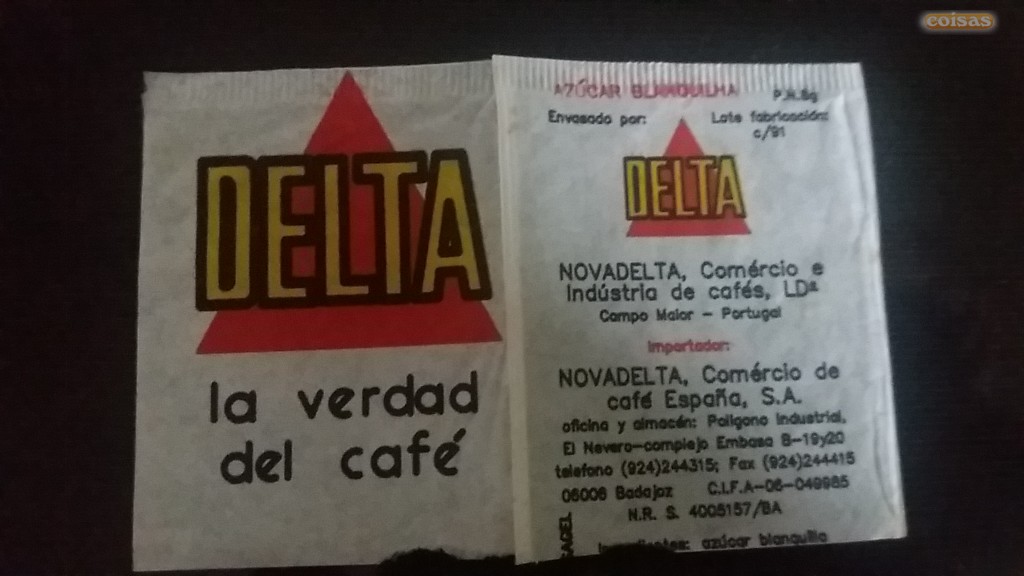 coisas
DELTA
la verdad
del café
AZÚCAR BLANQUILHA P.N.8g
Envasado por: Lote fabricación:
c/91
DELTA
NOVADELTA, Comércio e
Indústria de cafés, LDª
Campo Maior - Portugal
Importador:
NOVADELTA, Comércio de
café España, S.A.
oficina y almacén: Poligono Industrial,
El Nevero-complejo Embasa B-19y20
telefono (924)244315; Fax (924)244415
06006 Badajoz C.I.F.A-06-049985
N.R. S. 4005157/BA
azúcar blanquilla